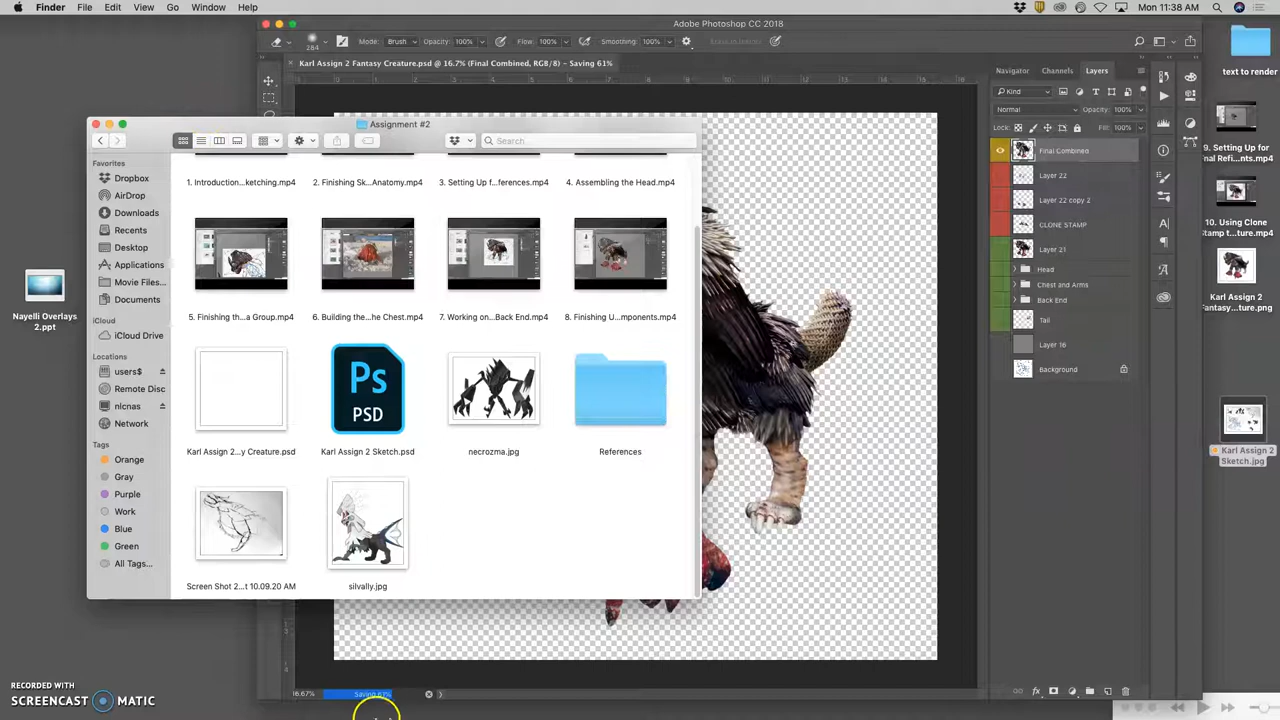 Finder File Edit View Go Window Help
Mon 11:38 AM
Adobe Photoshop CC 2018
284 Mode: Brush Opacity: 100% Flow: 100% Smoothing: 100% Erase to History
Karl Assign 2 Fantasy Creature.psd @ 16.7% (Final Combined, RGB/8) - Saving 61%
Navigator Channels Layers
Kind
Normal Opacity: 100%
Lock: Fill: 100%
Final Combined
Layer 22
Layer 22 copy 2
CLONE STAMP
Layer 21
Head
Chest and Arms
Back End
Tail
Layer 16
Background
Assignment #2
Search
Favorites
Dropbox
AirDrop
Downloads
Recents
Desktop
Applications
Movie Files...
Documents
iCloud
iCloud Drive
Locations
users$
Remote Disc
nlcnas
Network
Tags
Orange
Gray
Purple
Work
Blue
Green
All Tags...
1. Introduction...ketching.mp4
2. Finishing Sk...Anatomy.mp4
3. Setting Up f...ferences.mp4
4. Assembling the Head.mp4
5. Finishing th...a Group.mp4
6. Building the...he Chest.mp4
7. Working on...Back End.mp4
8. Finishing U...mponents.mp4
Ps
PSD
Karl Assign 2...y Creature.psd
Karl Assign 2 Sketch.psd
necrozma.jpg
References
Screen Shot 2...t 10.09.20 AM
silvally.jpg
16.67% Saving 61%
Nayelli Overlays
2.ppt
text to render
9. Setting Up for
...nal Refi...nts.mp4
10. Using Clone
Stamp t...ture.mp4
Karl Assign 2
Fantasy...ture.png
Karl Assign 2
Sketch.jpg
RECORDED WITH
SCREENCAST MATIC